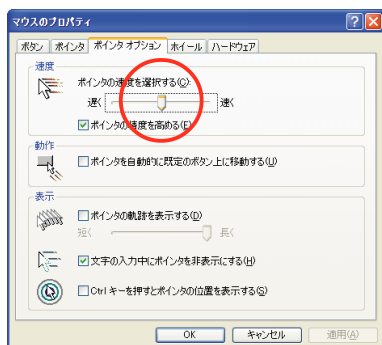 マウスのプロパティ
ボタン ポインタ ポインタ オプション ホイール ハードウェア
速度
ポインタの速度を選択する(C):
遅く 速く
ポインタの精度を高める(E)
動作
ポインタを自動的に既定のボタン上に移動する(U)
表示
ポインタの軌跡を表示する(D)
短く 長く
文字の入力中にポインタを非表示にする(H)
Ctrl キーを押すとポインタの位置を表示する(S)
OK キャンセル 適用(A)